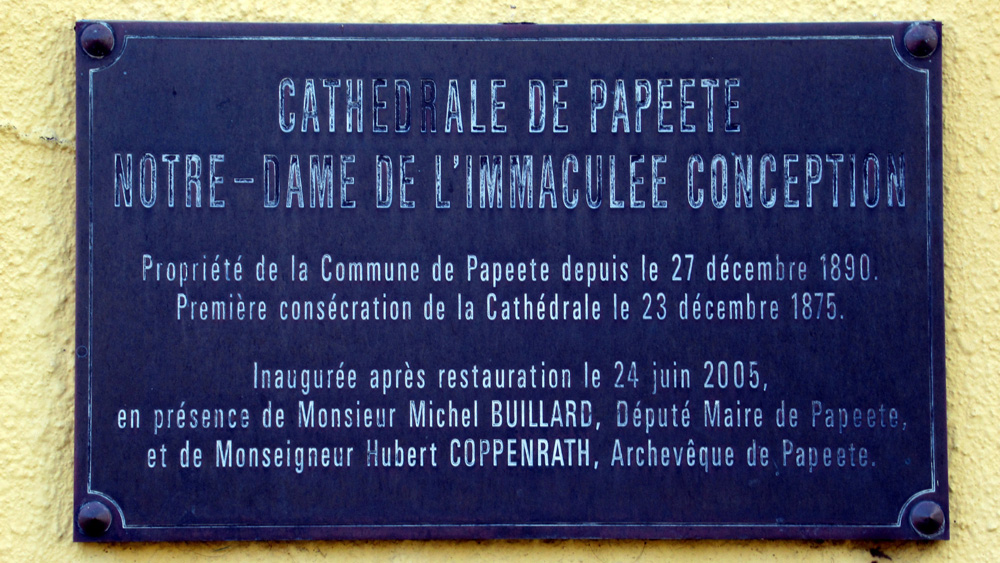 CATHEDRALE DE PAPEETE
NOTRE-DAME DE L'IMMACULEE CONCEPTION
Propriété de la Commune de Papeete depuis le 27 décembre 1890.
Première consécration de la Cathédrale le 23 décembre 1875.
Inaugurée après restauration le 24 juin 2005,
en présence de Monsieur Michel BUILLARD, Député Maire de Papeete,
et de Monseigneur Hubert COPPENRATH, Archevêque de Papeete.